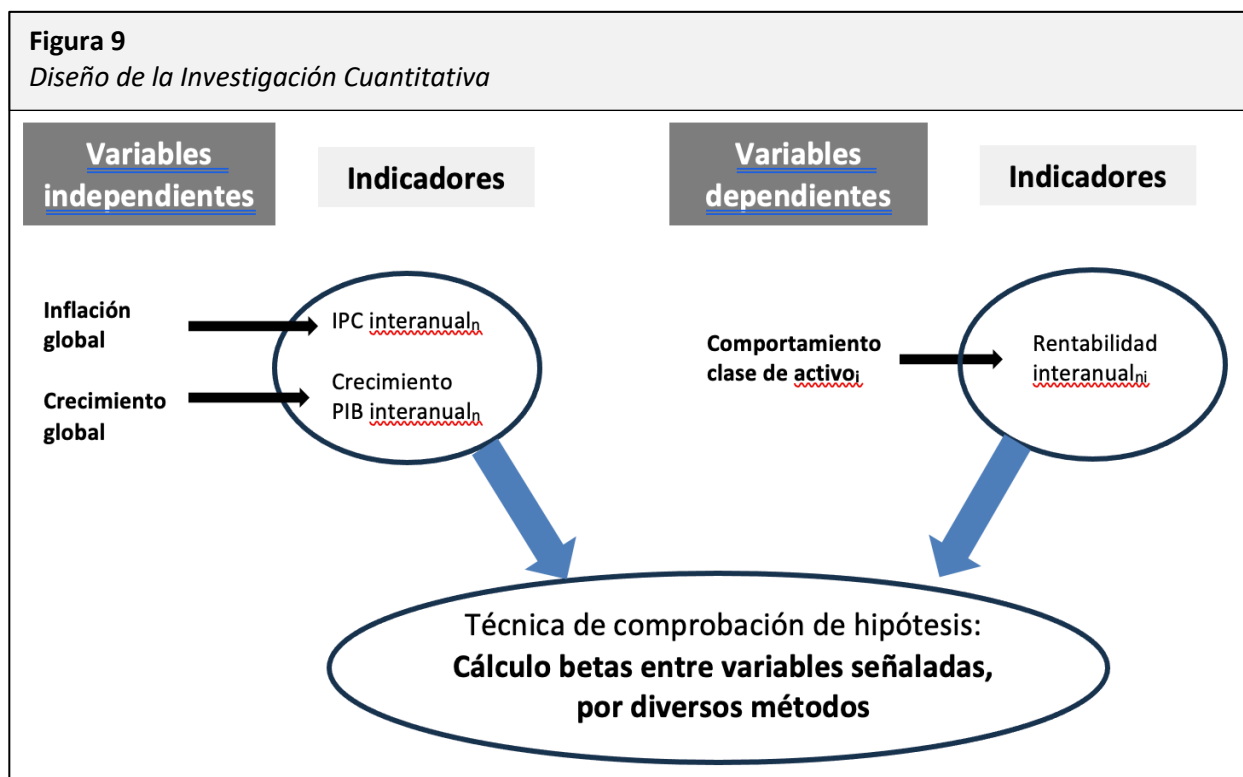 Figura 9
Diseño de la Investigación Cuantitativa
Variables
independientes
Indicadores
Variables
dependientes
Indicadores
Inflación
global
IPC interanualₙ
Crecimiento
global
Crecimiento
PIB interanualₙ
Comportamiento
clase de activoᵢ
Rentabilidad
interanualₙᵢ
Técnica de comprobación de hipótesis:
Cálculo betas entre variables señaladas,
por diversos métodos